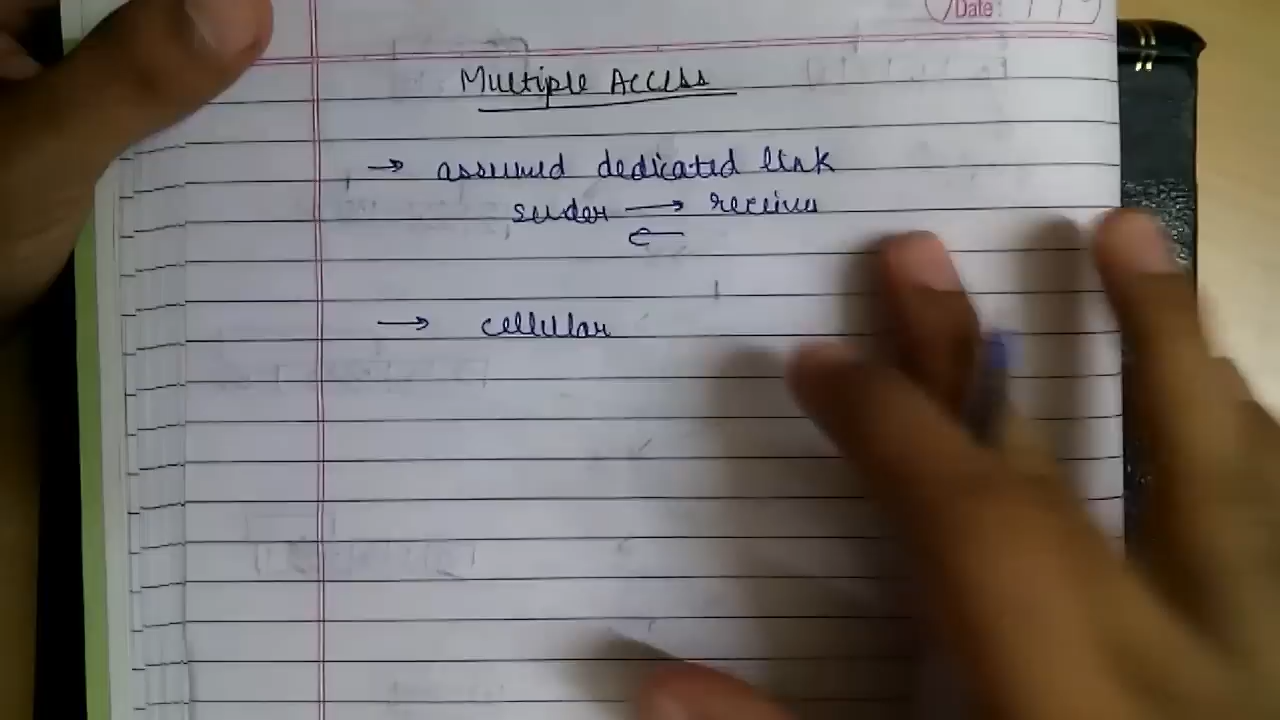 Date:
Multiple Access
→ assumed dedicated link
sender → receiver
←
→ cellular